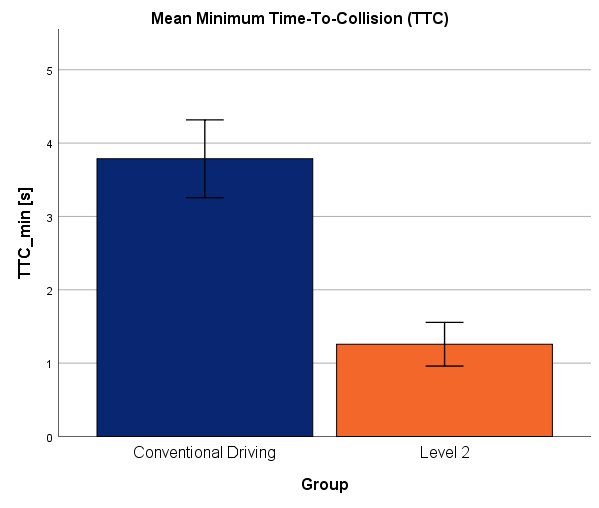 Mean Minimum Time-To-Collision (TTC)
5
4
3
2
1
0
TTC_min [s]
Conventional Driving
Level 2
Group